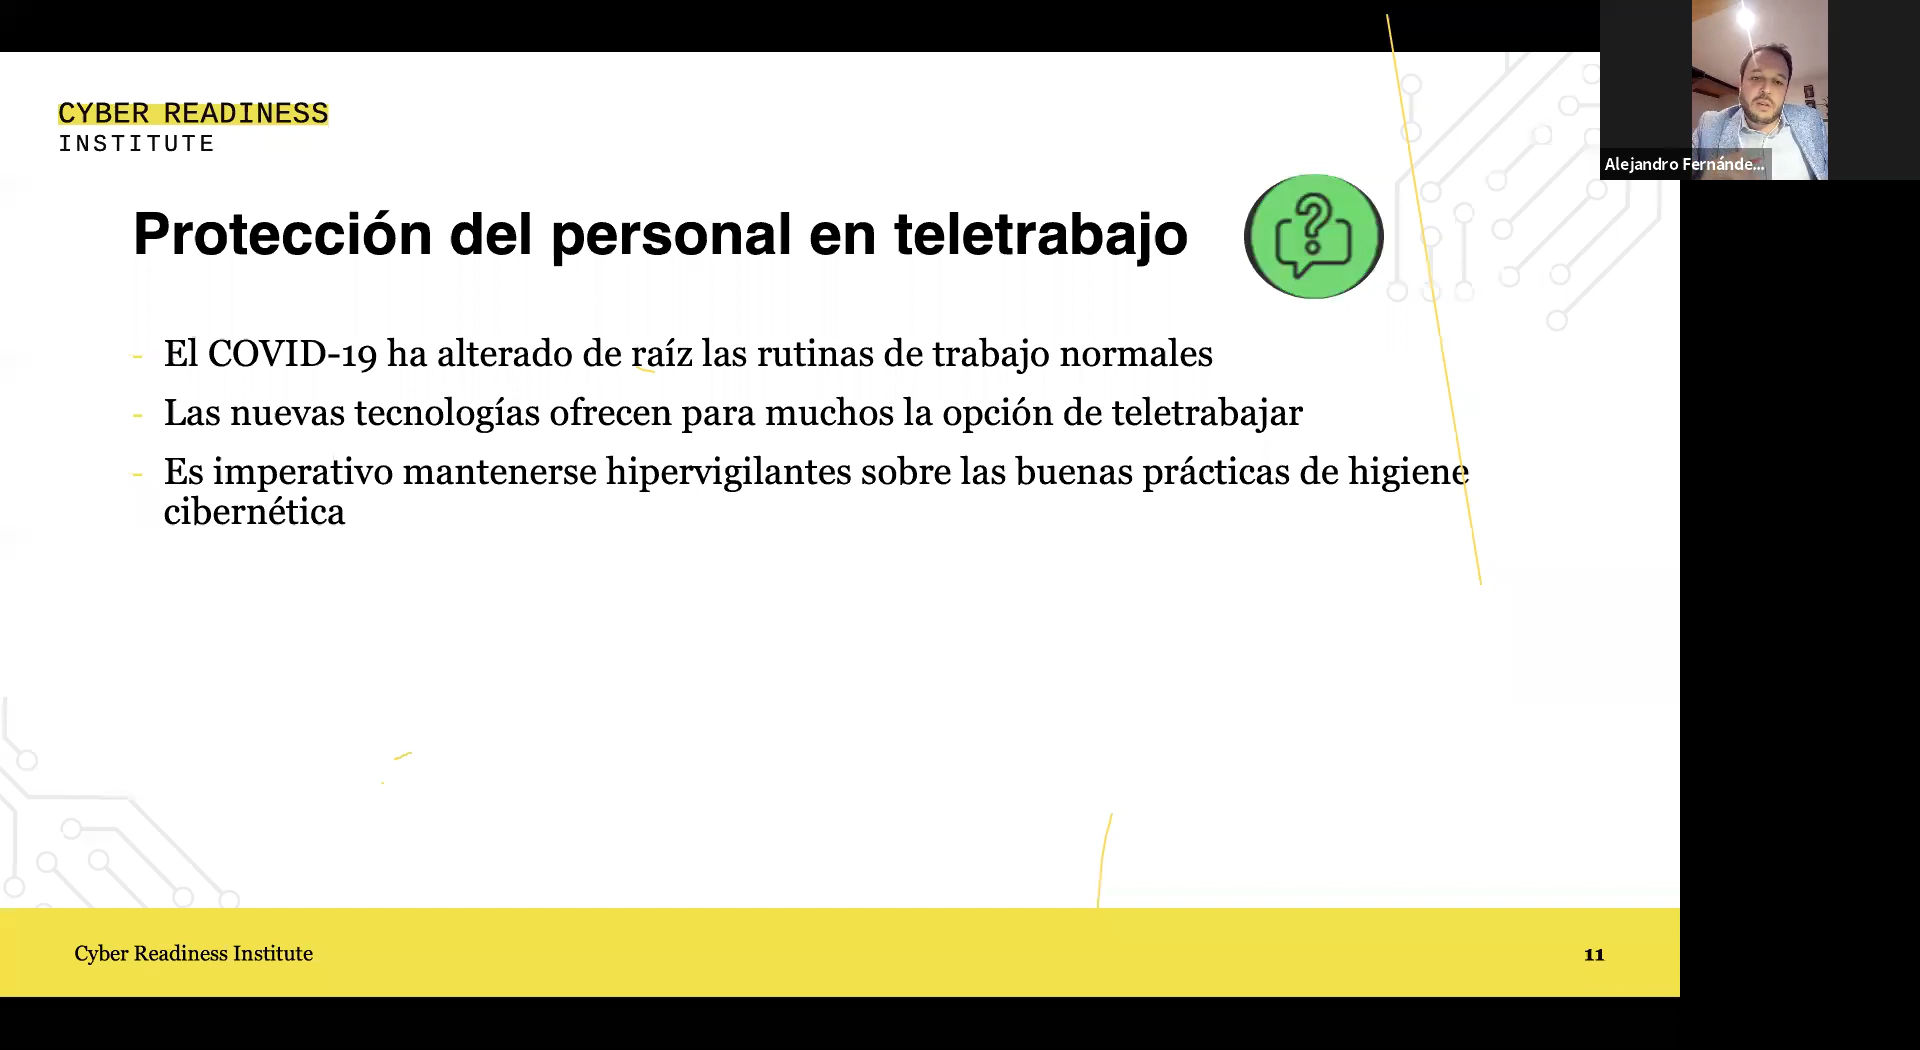 CYBER READINESS
INSTITUTE
Alejandro Fernánde...
Protección del personal en teletrabajo
- El COVID-19 ha alterado de raíz las rutinas de trabajo normales
- Las nuevas tecnologías ofrecen para muchos la opción de teletrabajar
- Es imperativo mantenerse hipervigilantes sobre las buenas prácticas de higiene
cibernética
Cyber Readiness Institute
11